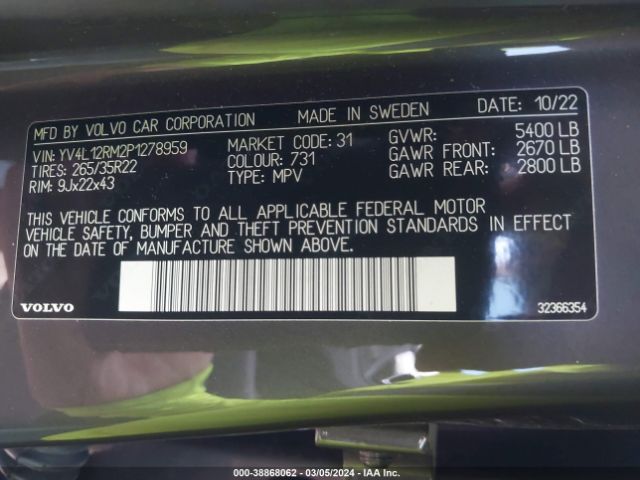 MFD BY VOLVO CAR CORPORATION MADE IN SWEDEN DATE: 10/22
VIN: YV4L12RM2P1278959 MARKET CODE: 31 GVWR: 5400 LB
TIRES: 265/35R22 COLOUR: 731 GAWR FRONT: 2670 LB
RIM: 9Jx22x43 TYPE: MPV GAWR REAR: 2800 LB
THIS VEHICLE CONFORMS TO ALL APPLICABLE FEDERAL MOTOR
VEHICLE SAFETY, BUMPER AND THEFT PREVENTION STANDARDS IN EFFECT
ON THE DATE OF MANUFACTURE SHOWN ABOVE.
VOLVO 32366354
000-38868062 — 03/05/2024 — IAA Inc.